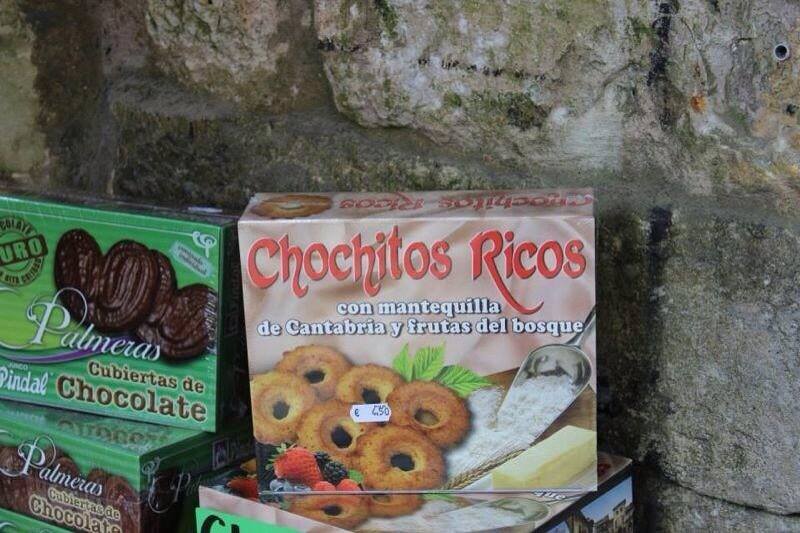 Chochitos Ricos
Chochitos Ricos
con mantequilla
de Cantabria y frutas del bosque
€ 4,50
URO
Palmeras
Pindal
Cubiertas de
Chocolate
Palmeras
Cubiertas de
Chocolate